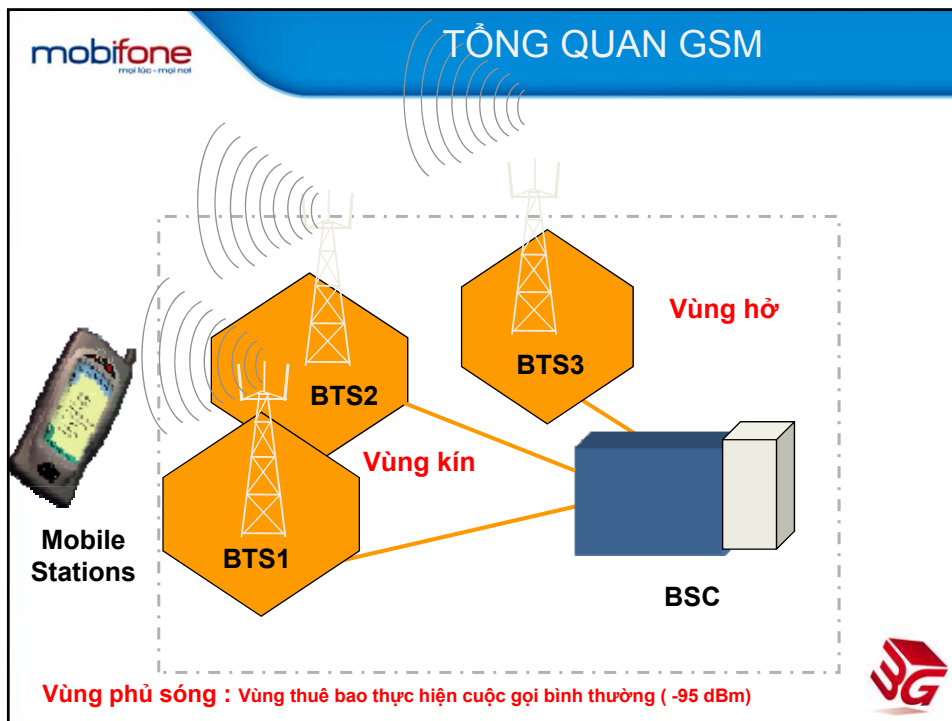 mobifone
mọi lúc - mọi nơi
TỔNG QUAN GSM
Vùng hở
BTS3
BTS2
Vùng kín
Mobile
Stations
BTS1
BSC
Vùng phủ sóng : Vùng thuê bao thực hiện cuộc gọi bình thường ( -95 dBm)
3G